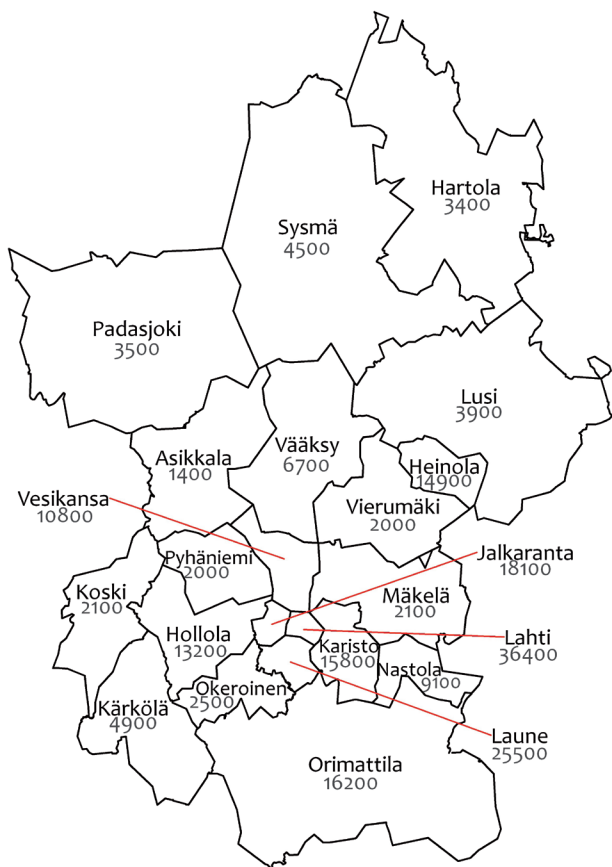 Hartola
3400
Sysmä
4500
Padasjoki
3500
Lusi
3900
Vääksy
6700
Asikkala
1400
Heinola
14900
Vesikansa
10800
Vierumäki
2000
Pyhäniemi
2000
Jalkaranta
18100
Koski
2100
Mäkelä
2100
Hollola
13200
Lahti
36400
Karisto
15800
Nastola
9100
Okeroinen
2500
Kärkölä
4900
Laune
25500
Orimattila
16200